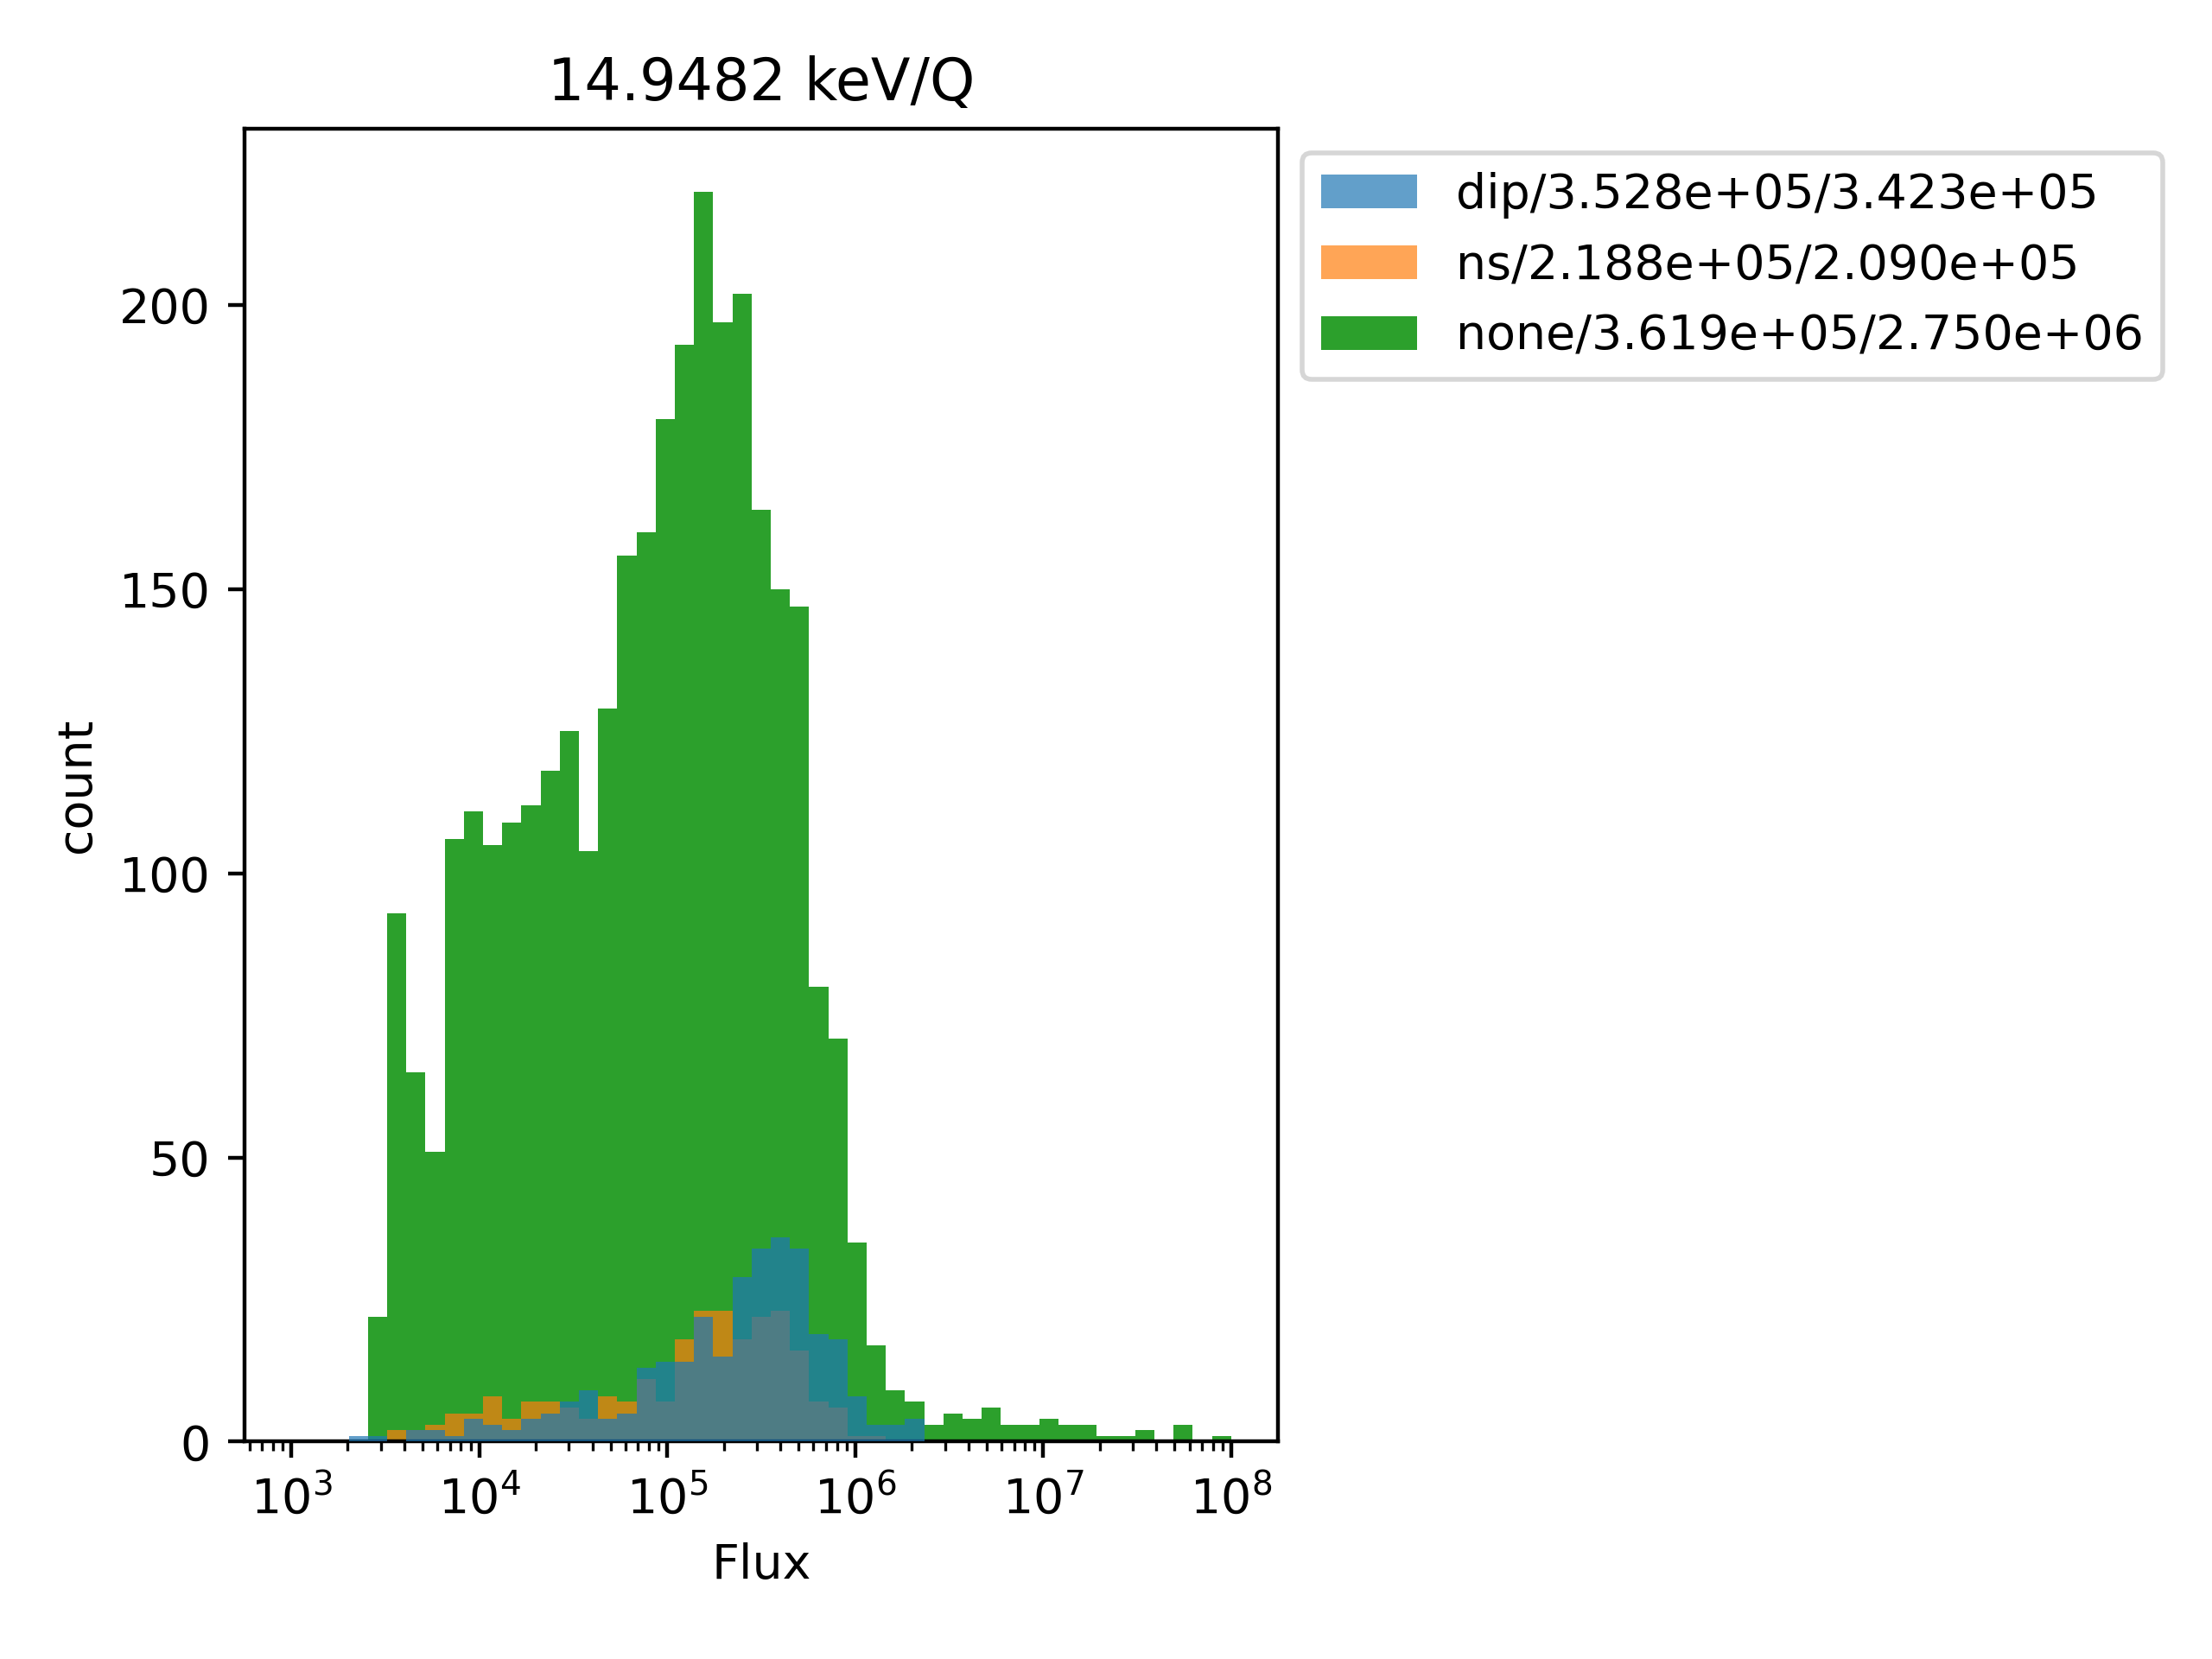 14.9482 keV/Q
dip/3.528e+05/3.423e+05
ns/2.188e+05/2.090e+05
none/3.619e+05/2.750e+06
200
150
100
50
0
count
10³ 10⁴ 10⁵ 10⁶ 10⁷ 10⁸
Flux